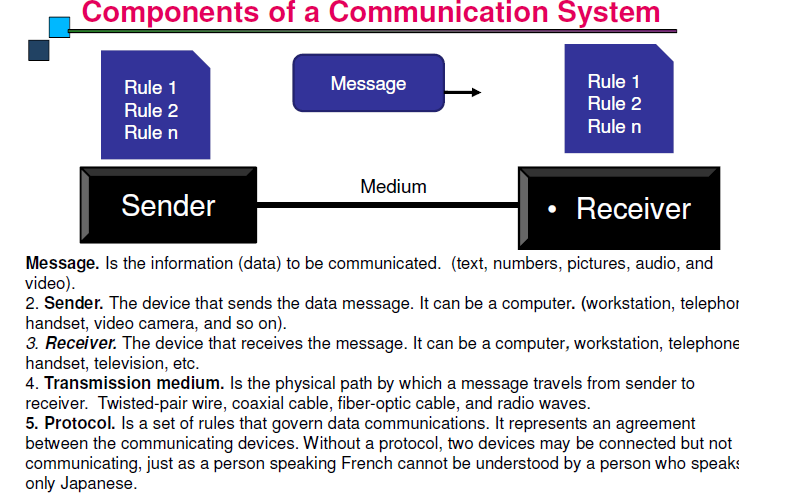 Components of a Communication System
Rule 1
Rule 2
Rule n
Message
Rule 1
Rule 2
Rule n
Medium
Sender
• Receiver
Message. Is the information (data) to be communicated. (text, numbers, pictures, audio, and
video).
2. Sender. The device that sends the data message. It can be a computer. (workstation,
handset, video camera, and so on).
3. Receiver. The device that receives the message. It can be a computer, workstation, telephone
handset, television, etc.
4. Transmission medium. Is the physical path by which a message travels from sender to
receiver. Twisted-pair wire, coaxial cable, fiber-optic cable, and radio waves.
5. Protocol. Is a set of rules that govern data communications. It represents an agreement
between the communicating devices. Without a protocol, two devices may be connected but not
communicating, just as a person speaking French cannot be understood by a person who speaks
only Japanese.